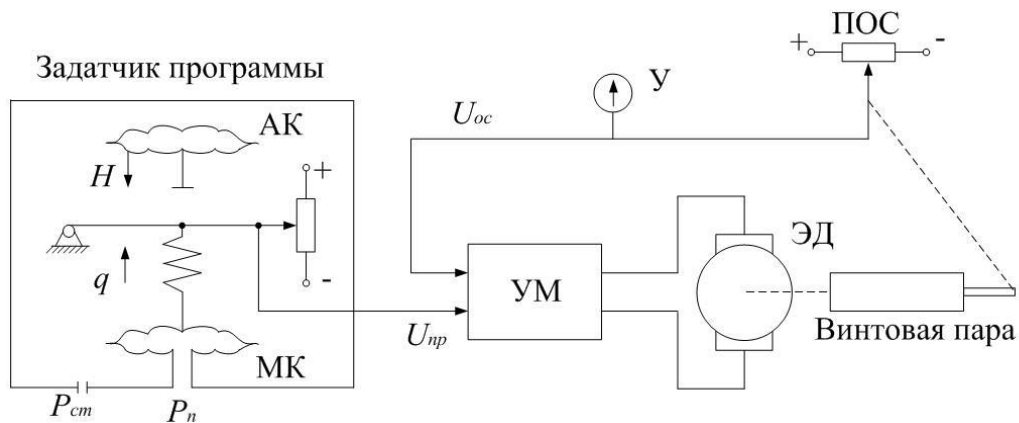 ПОС
+ -
Задатчик программы
У
Uос
АК
+
H
ЭД
q
УМ
-
Винтовая пара
Uпр
МК
Pст
Pп